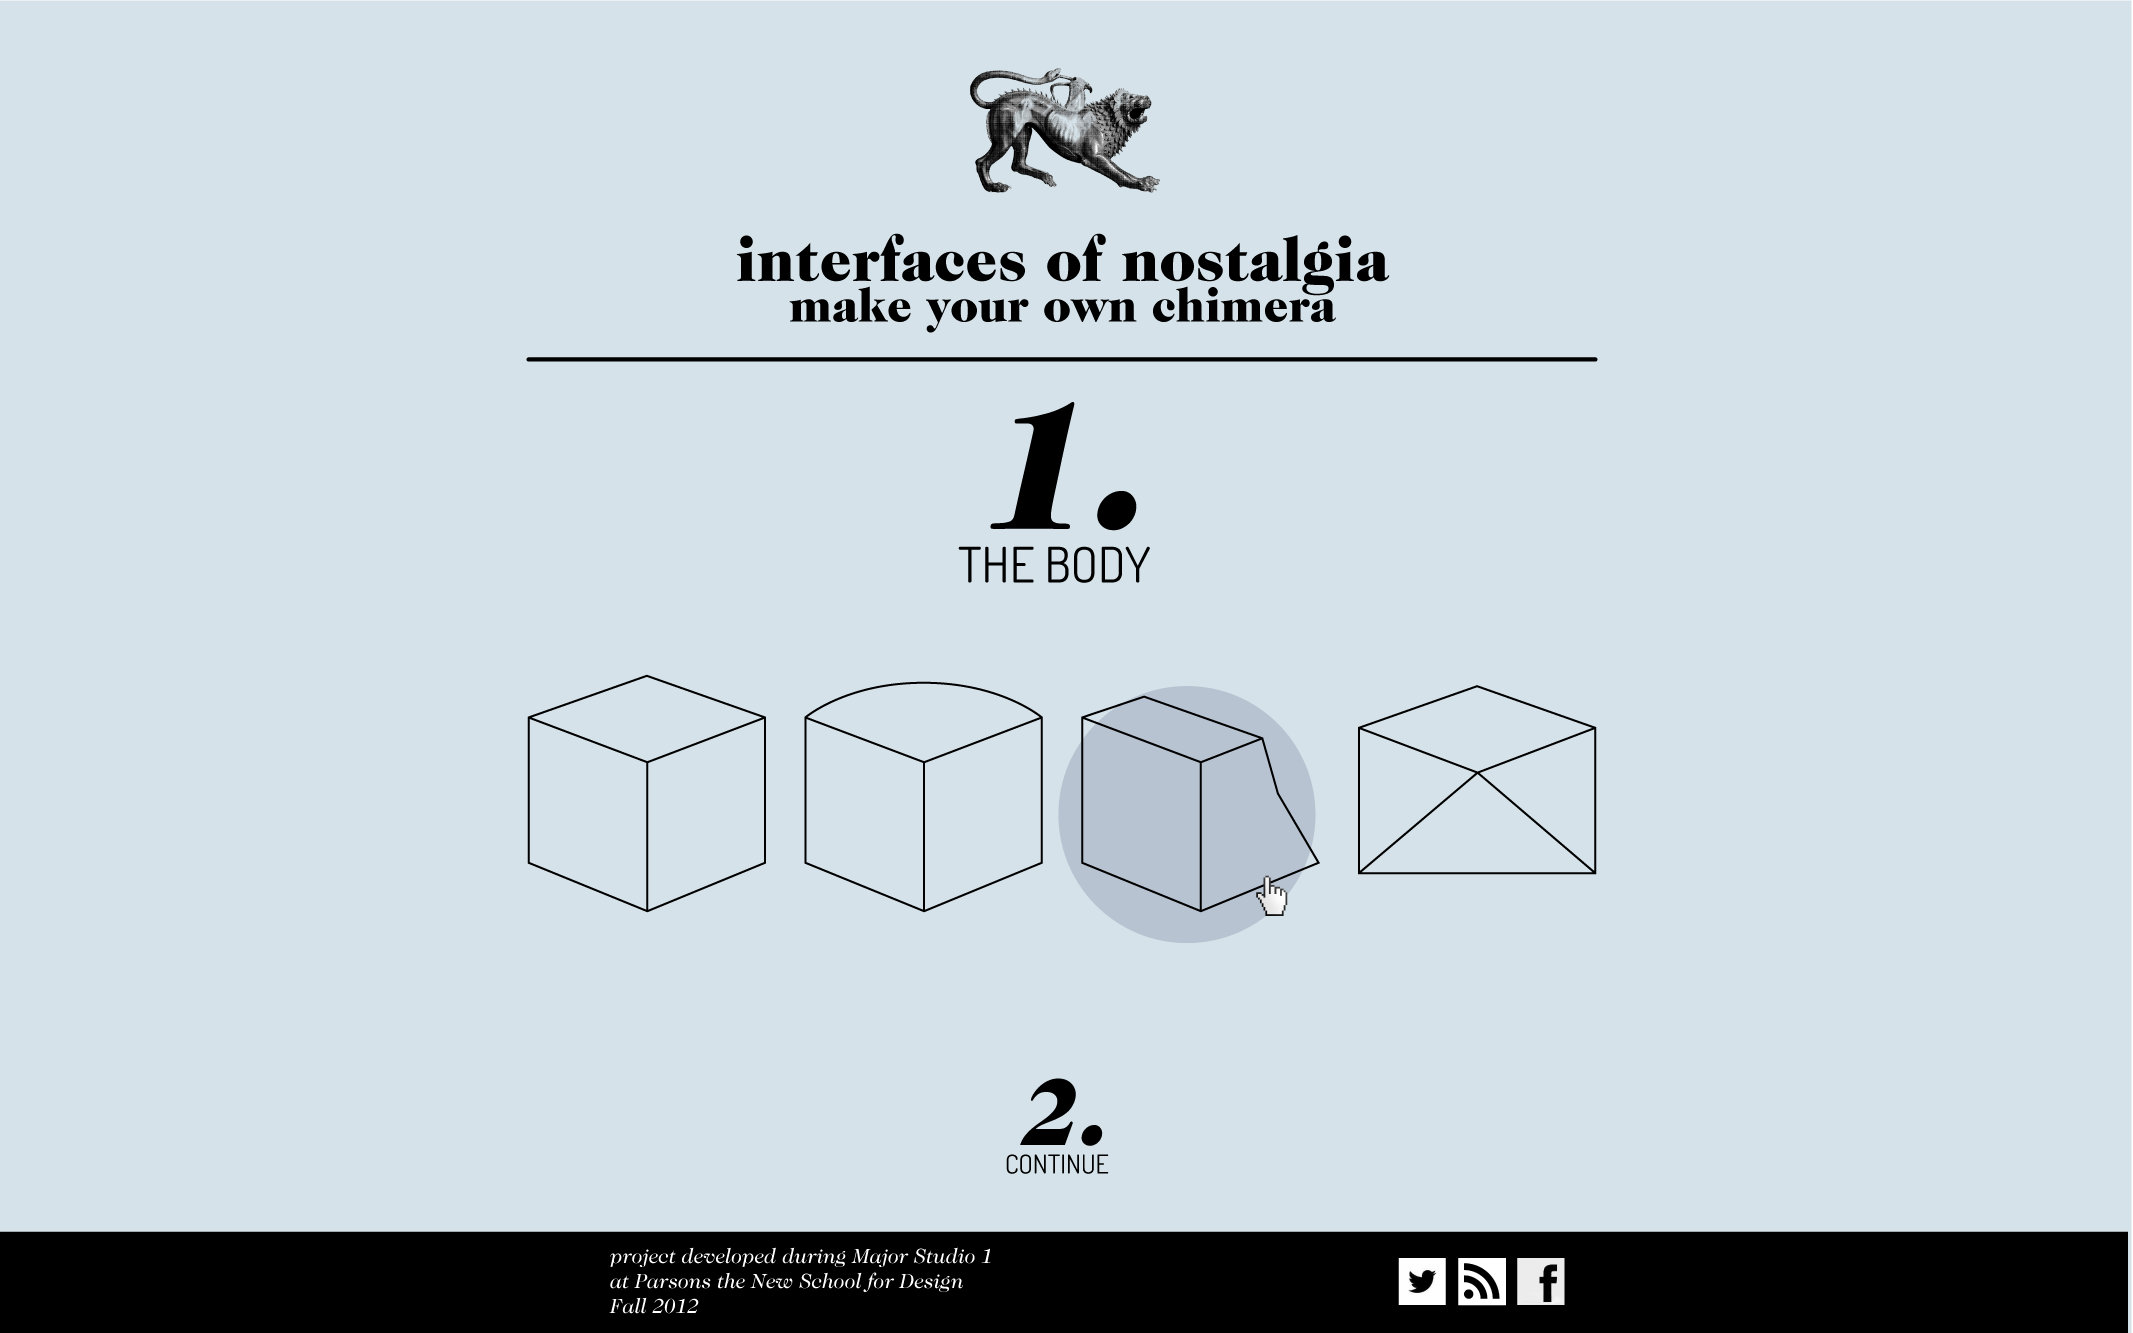 interfaces of nostalgia
make your own chimera
1.
THE BODY
2.
CONTINUE
project developed during Major Studio 1
at Parsons the New School for Design
Fall 2012